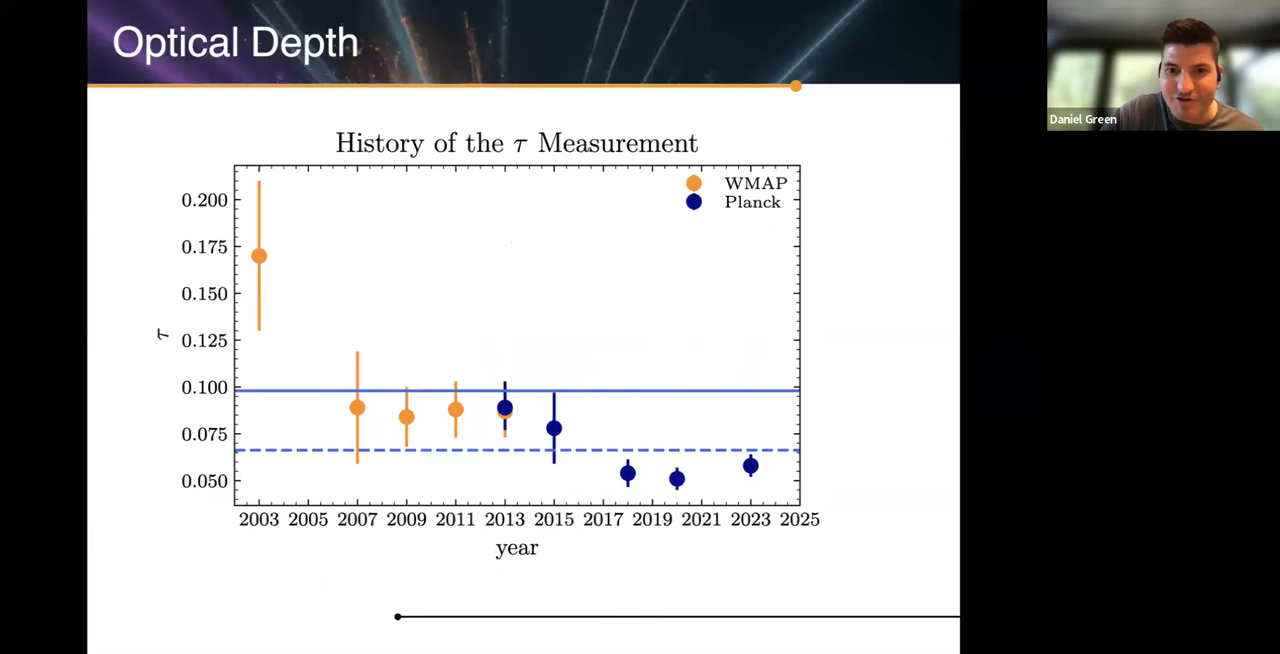 Optical Depth
Daniel Green
History of the τ Measurement
WMAP
Planck
0.200
0.175
0.150
0.125
0.100
0.075
0.050
τ
2003 2005 2007 2009 2011 2013 2015 2017 2019 2021 2023 2025
year